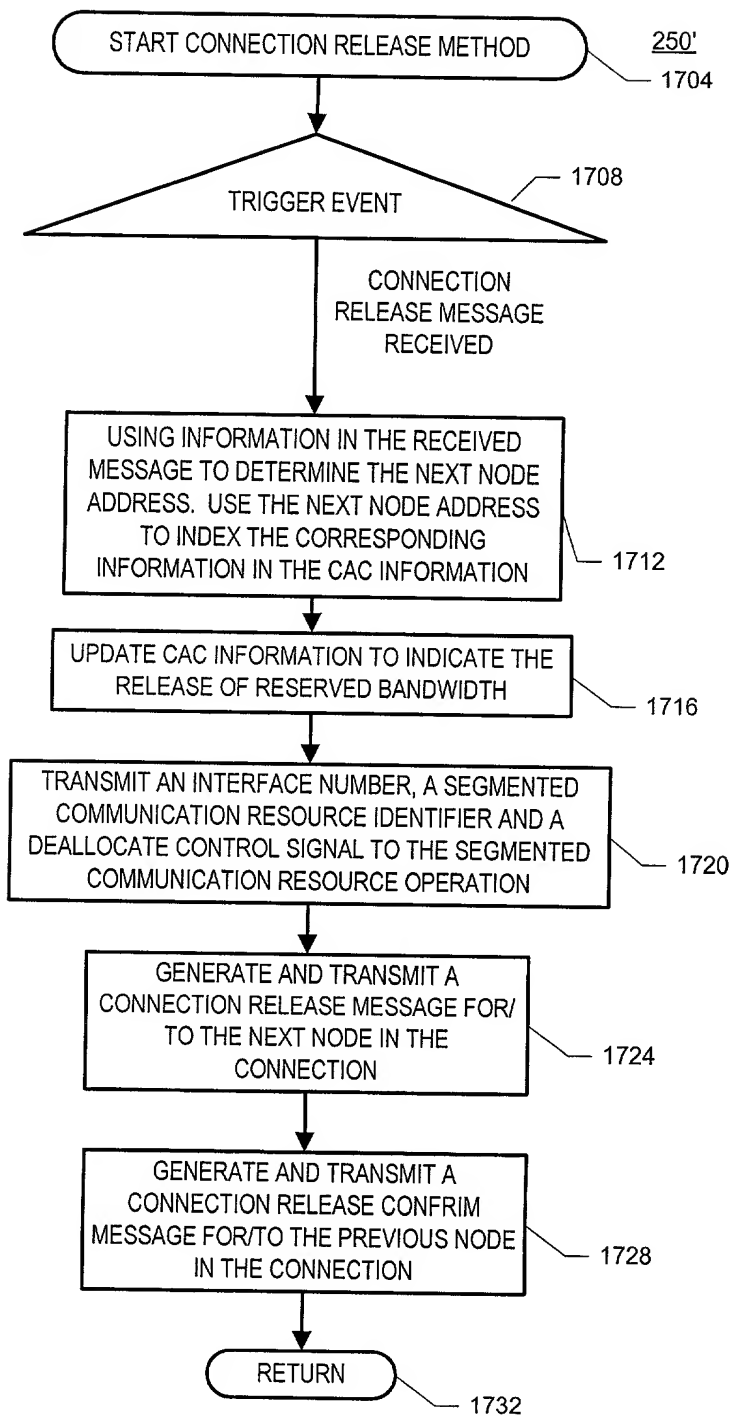 START CONNECTION RELEASE METHOD
250'
1704
TRIGGER EVENT
1708
CONNECTION
RELEASE MESSAGE
RECEIVED
USING INFORMATION IN THE RECEIVED
MESSAGE TO DETERMINE THE NEXT NODE
ADDRESS. USE THE NEXT NODE ADDRESS
TO INDEX THE CORRESPONDING
INFORMATION IN THE CAC INFORMATION
1712
UPDATE CAC INFORMATION TO INDICATE THE
RELEASE OF RESERVED BANDWIDTH
1716
TRANSMIT AN INTERFACE NUMBER, A SEGMENTED
COMMUNICATION RESOURCE IDENTIFIER AND A
DEALLOCATE CONTROL SIGNAL TO THE SEGMENTED
COMMUNICATION RESOURCE OPERATION
1720
GENERATE AND TRANSMIT A
CONNECTION RELEASE MESSAGE FOR/
TO THE NEXT NODE IN THE
CONNECTION
1724
GENERATE AND TRANSMIT A
CONNECTION RELEASE CONFRIM
MESSAGE FOR/TO THE PREVIOUS NODE
IN THE CONNECTION
1728
RETURN
1732